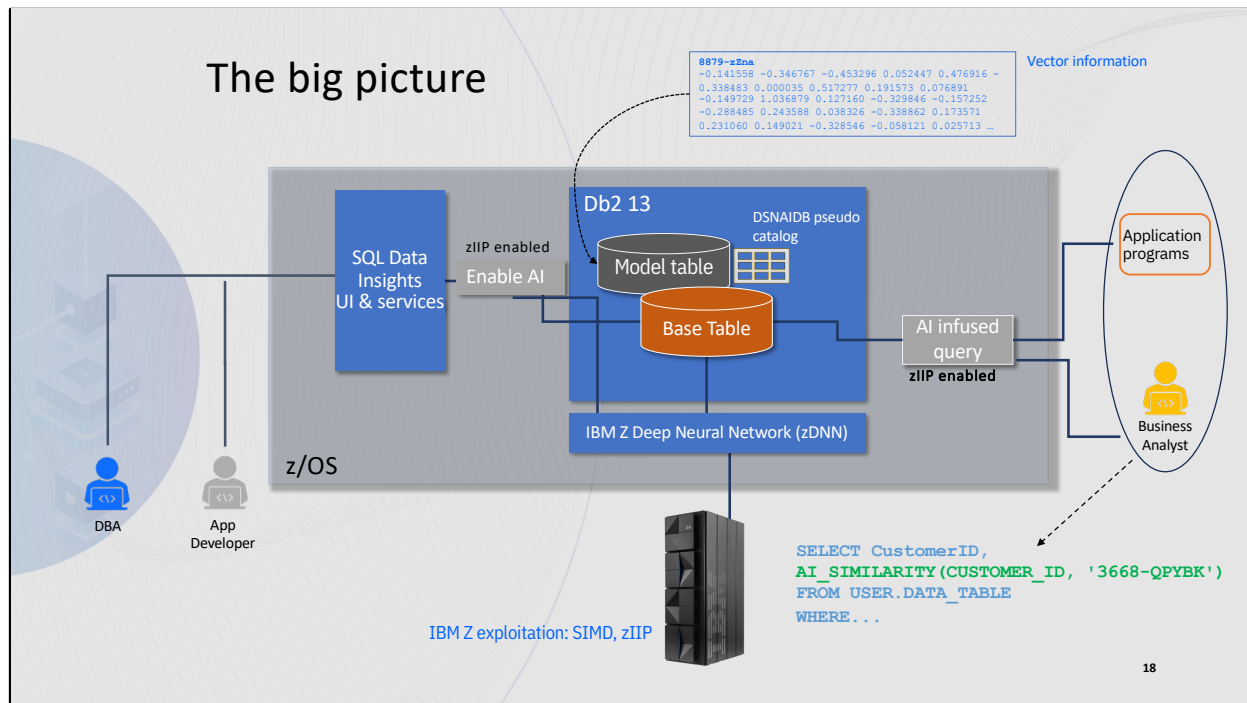 The big picture
8879-zZna
-0.141558 -0.346767 -0.453296 0.052447 0.476916 -
0.338483 0.000035 0.517277 0.191573 0.076891
-0.149729 1.036879 0.127160 -0.329846 -0.157252
-0.288485 0.243588 0.038326 -0.338862 0.173571
0.231060 0.149021 -0.328546 -0.058121 0.025713 …
Vector information
Db2 13
DSNAIDB pseudo
catalog
SQL Data
Insights
UI & services
zIIP enabled
Enable AI
Model table
Base Table
AI infused
query
zIIP enabled
Application
programs
Business
Analyst
IBM Z Deep Neural Network (zDNN)
z/OS
DBA
App
Developer
SELECT CustomerID,
AI_SIMILARITY(CUSTOMER_ID, '3668-QPYBK')
FROM USER.DATA_TABLE
WHERE...
IBM Z exploitation: SIMD, zIIP
18